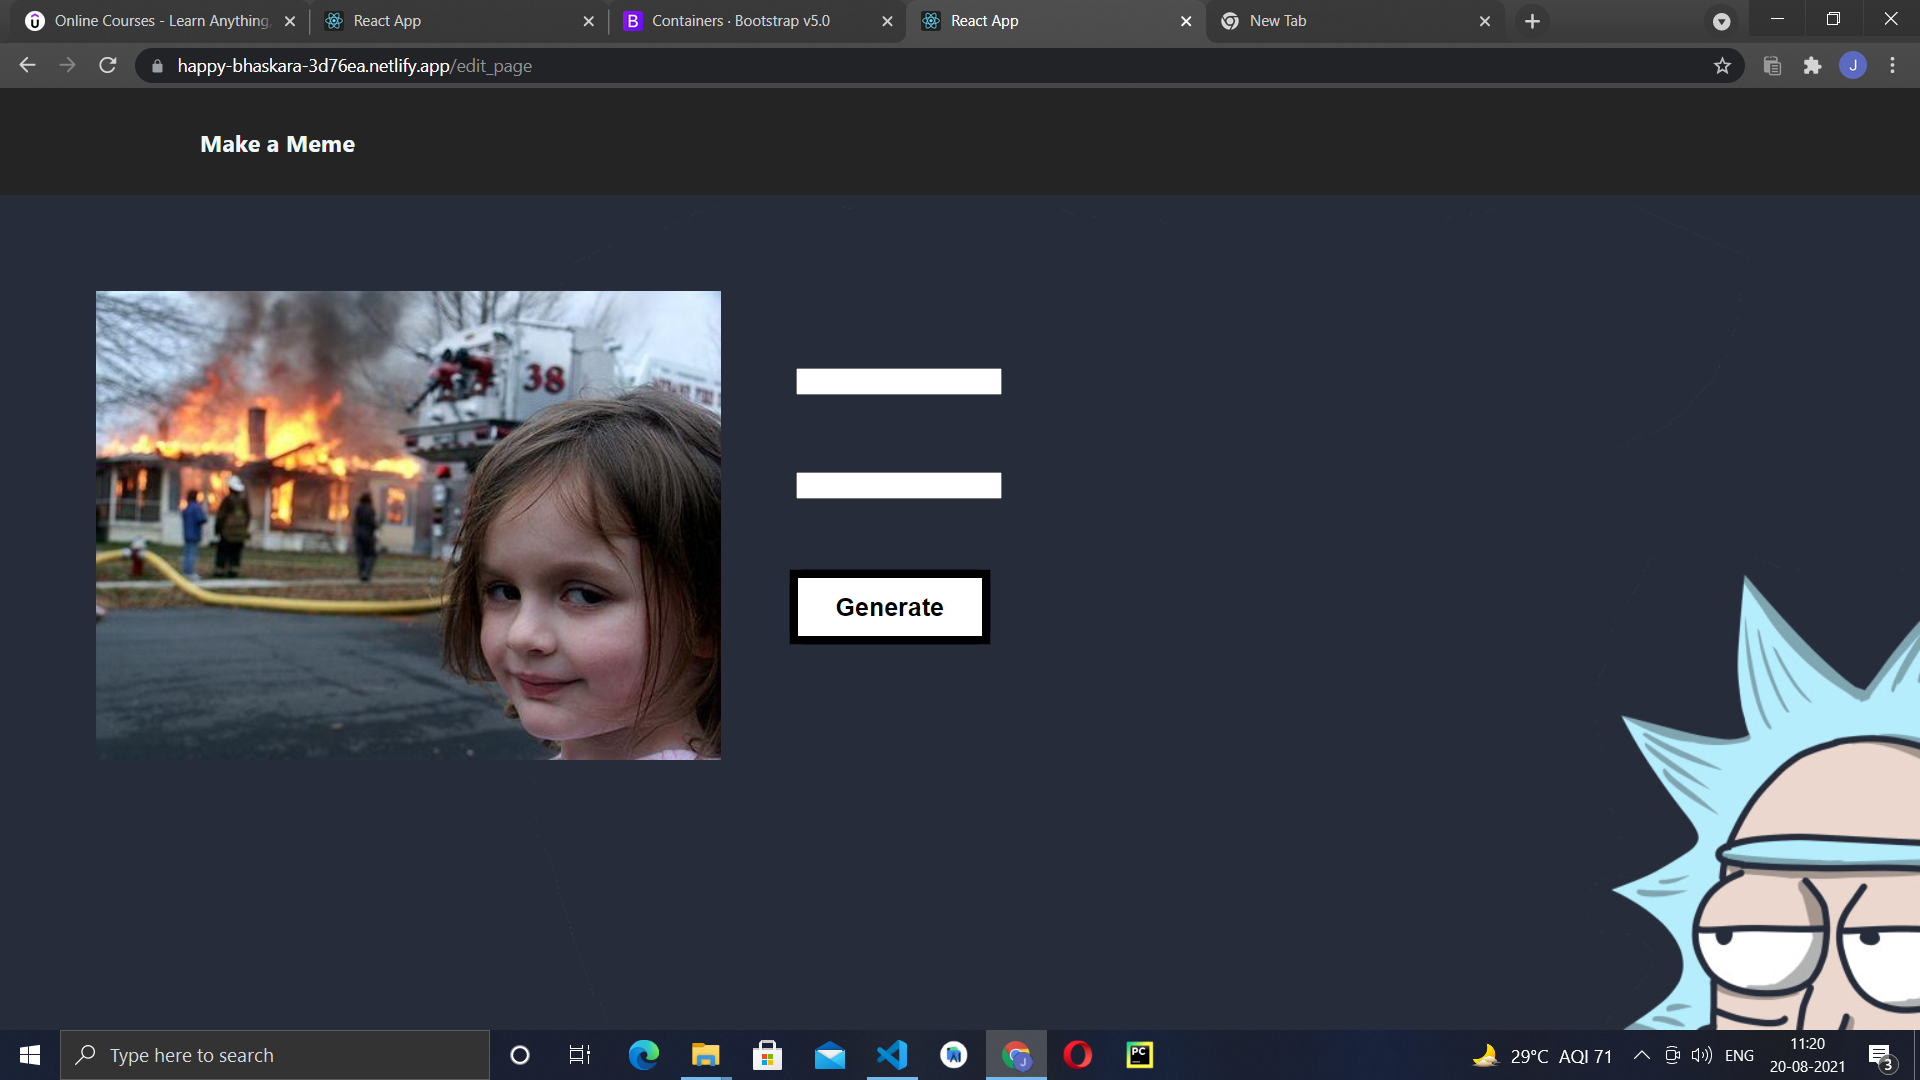 Online Courses - Learn Anything,
React App
B
Containers · Bootstrap v5.0
React App
New Tab
happy-bhaskara-3d76ea.netlify.app/edit_page
J
Make a Meme
38
Generate
Type here to search
J
PC
29°C AQI 71
ENG
11:20
20-08-2021
3